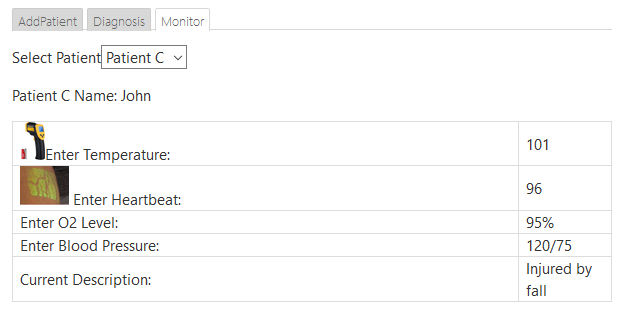 AddPatient Diagnosis Monitor
Select Patient Patient C
Patient C Name: John
Enter Temperature: 101
Enter Heartbeat: 96
Enter O2 Level: 95%
Enter Blood Pressure: 120/75
Current Description: Injured by
fall